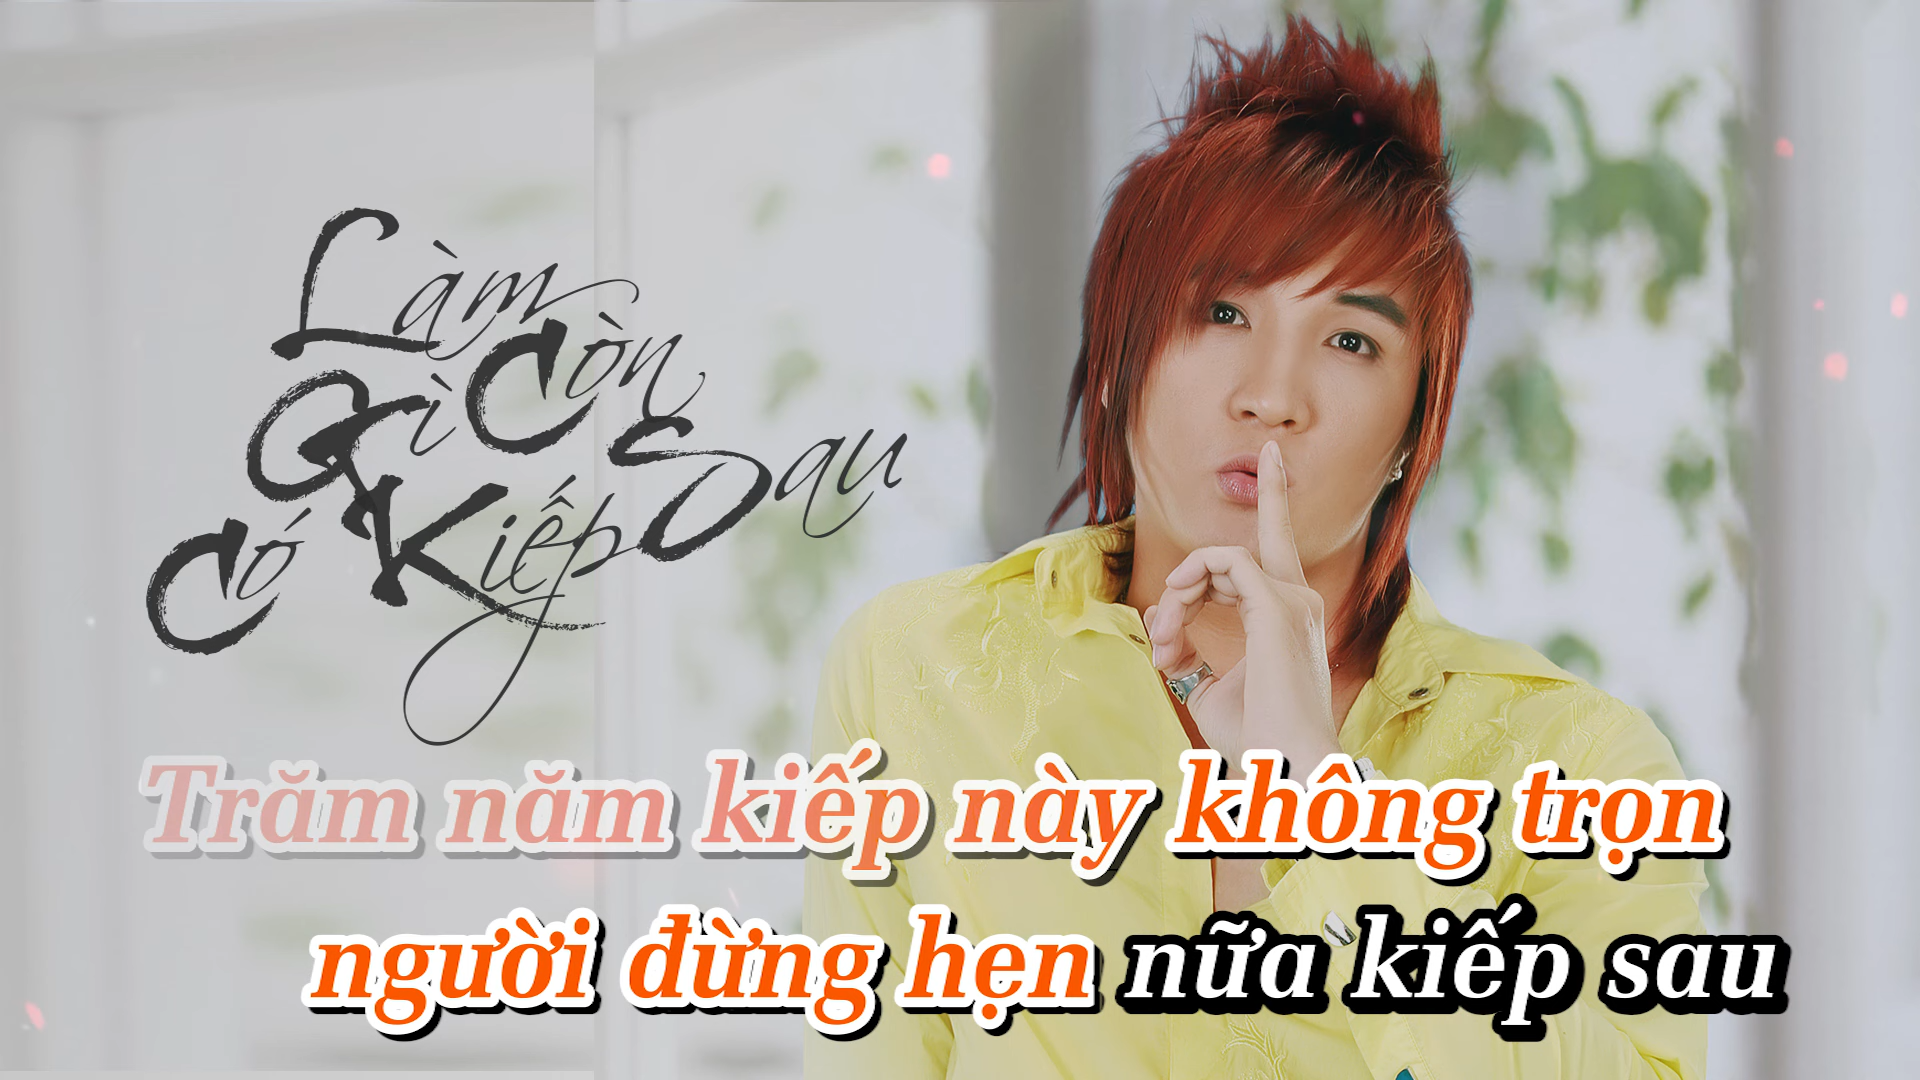 Làm
Gì Còn
Có Kiếp Sau
Trăm năm kiếp này không trọn
người đừng hẹn nữa kiếp sau